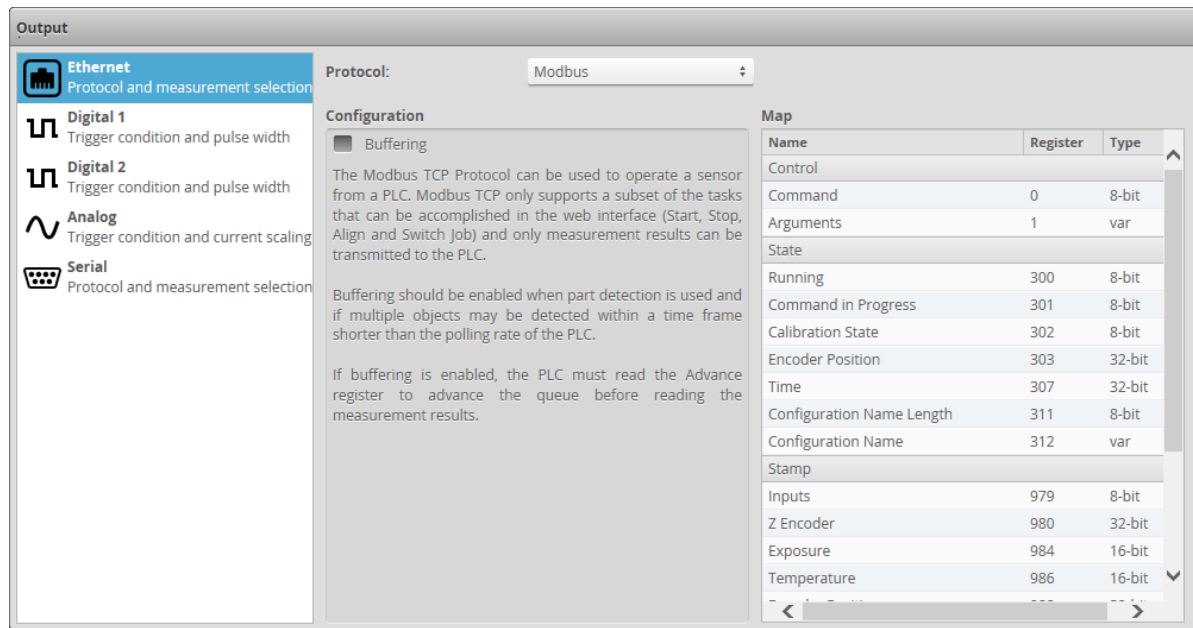 Output
Ethernet
Protocol and measurement selection
Digital 1
Trigger condition and pulse width
Digital 2
Trigger condition and pulse width
Analog
Trigger condition and current scaling
Serial
Protocol and measurement selection
Protocol: Modbus
Configuration
Buffering
The Modbus TCP Protocol can be used to operate a sensor
from a PLC. Modbus TCP only supports a subset of the tasks
that can be accomplished in the web interface (Start, Stop,
Align and Switch Job) and only measurement results can be
transmitted to the PLC.
Buffering should be enabled when part detection is used and
if multiple objects may be detected within a time frame
shorter than the polling rate of the PLC.
If buffering is enabled, the PLC must read the Advance
register to advance the queue before reading the
measurement results.
Map
Name Register Type
Control
Command 0 8-bit
Arguments 1 var
State
Running 300 8-bit
Command in Progress 301 8-bit
Calibration State 302 8-bit
Encoder Position 303 32-bit
Time 307 32-bit
Configuration Name Length 311 8-bit
Configuration Name 312 var
Stamp
Inputs 979 8-bit
Z Encoder 980 32-bit
Exposure 984 16-bit
Temperature 986 16-bit